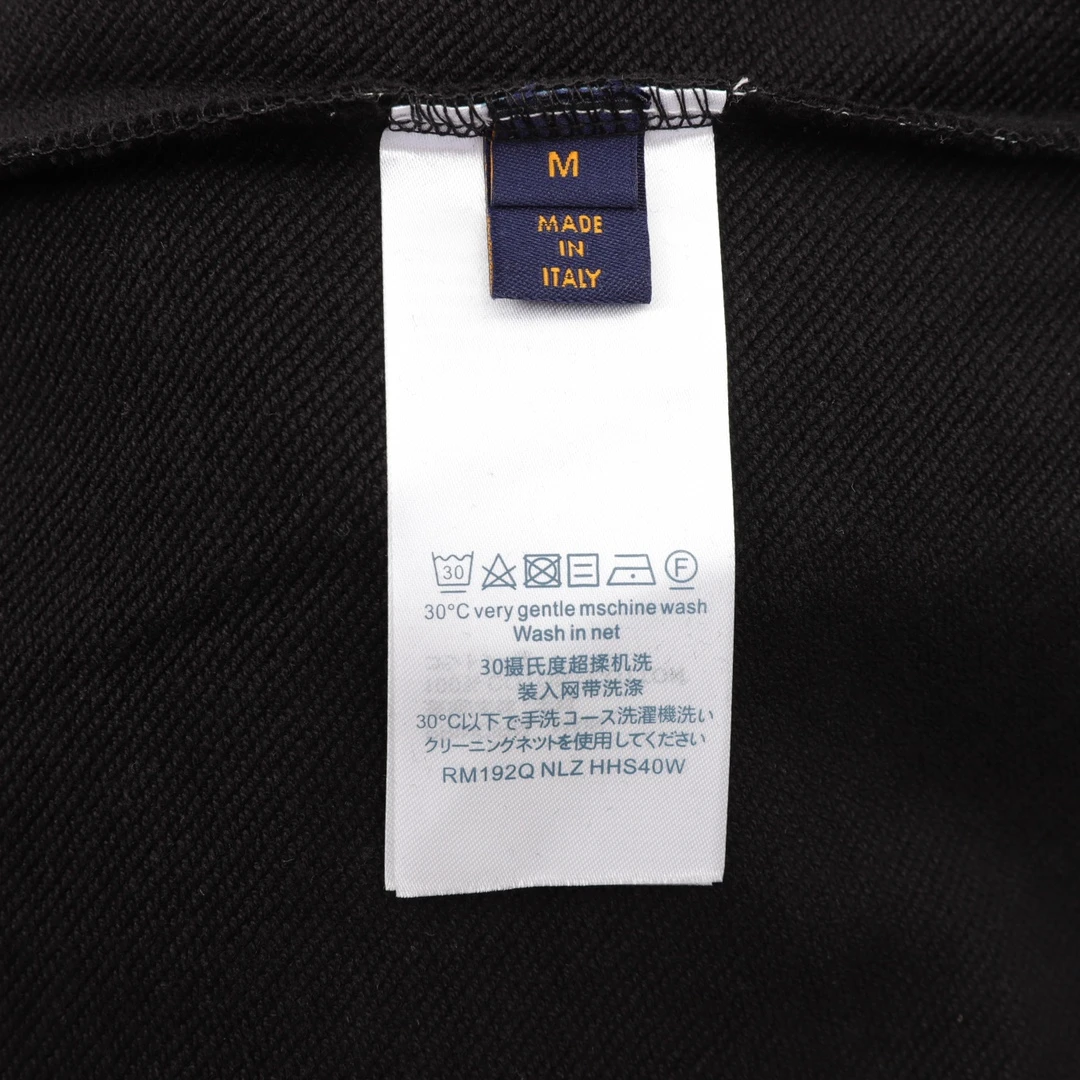 M
MADE
IN
ITALY
30
F
30°C very gentle mschine wash
Wash in net
30摄氏度超揉机洗
装入网带洗涤
30°C以下で手洗コース洗濯機洗い
クリーニングネットを使用してください
RM192Q NLZ HHS40W